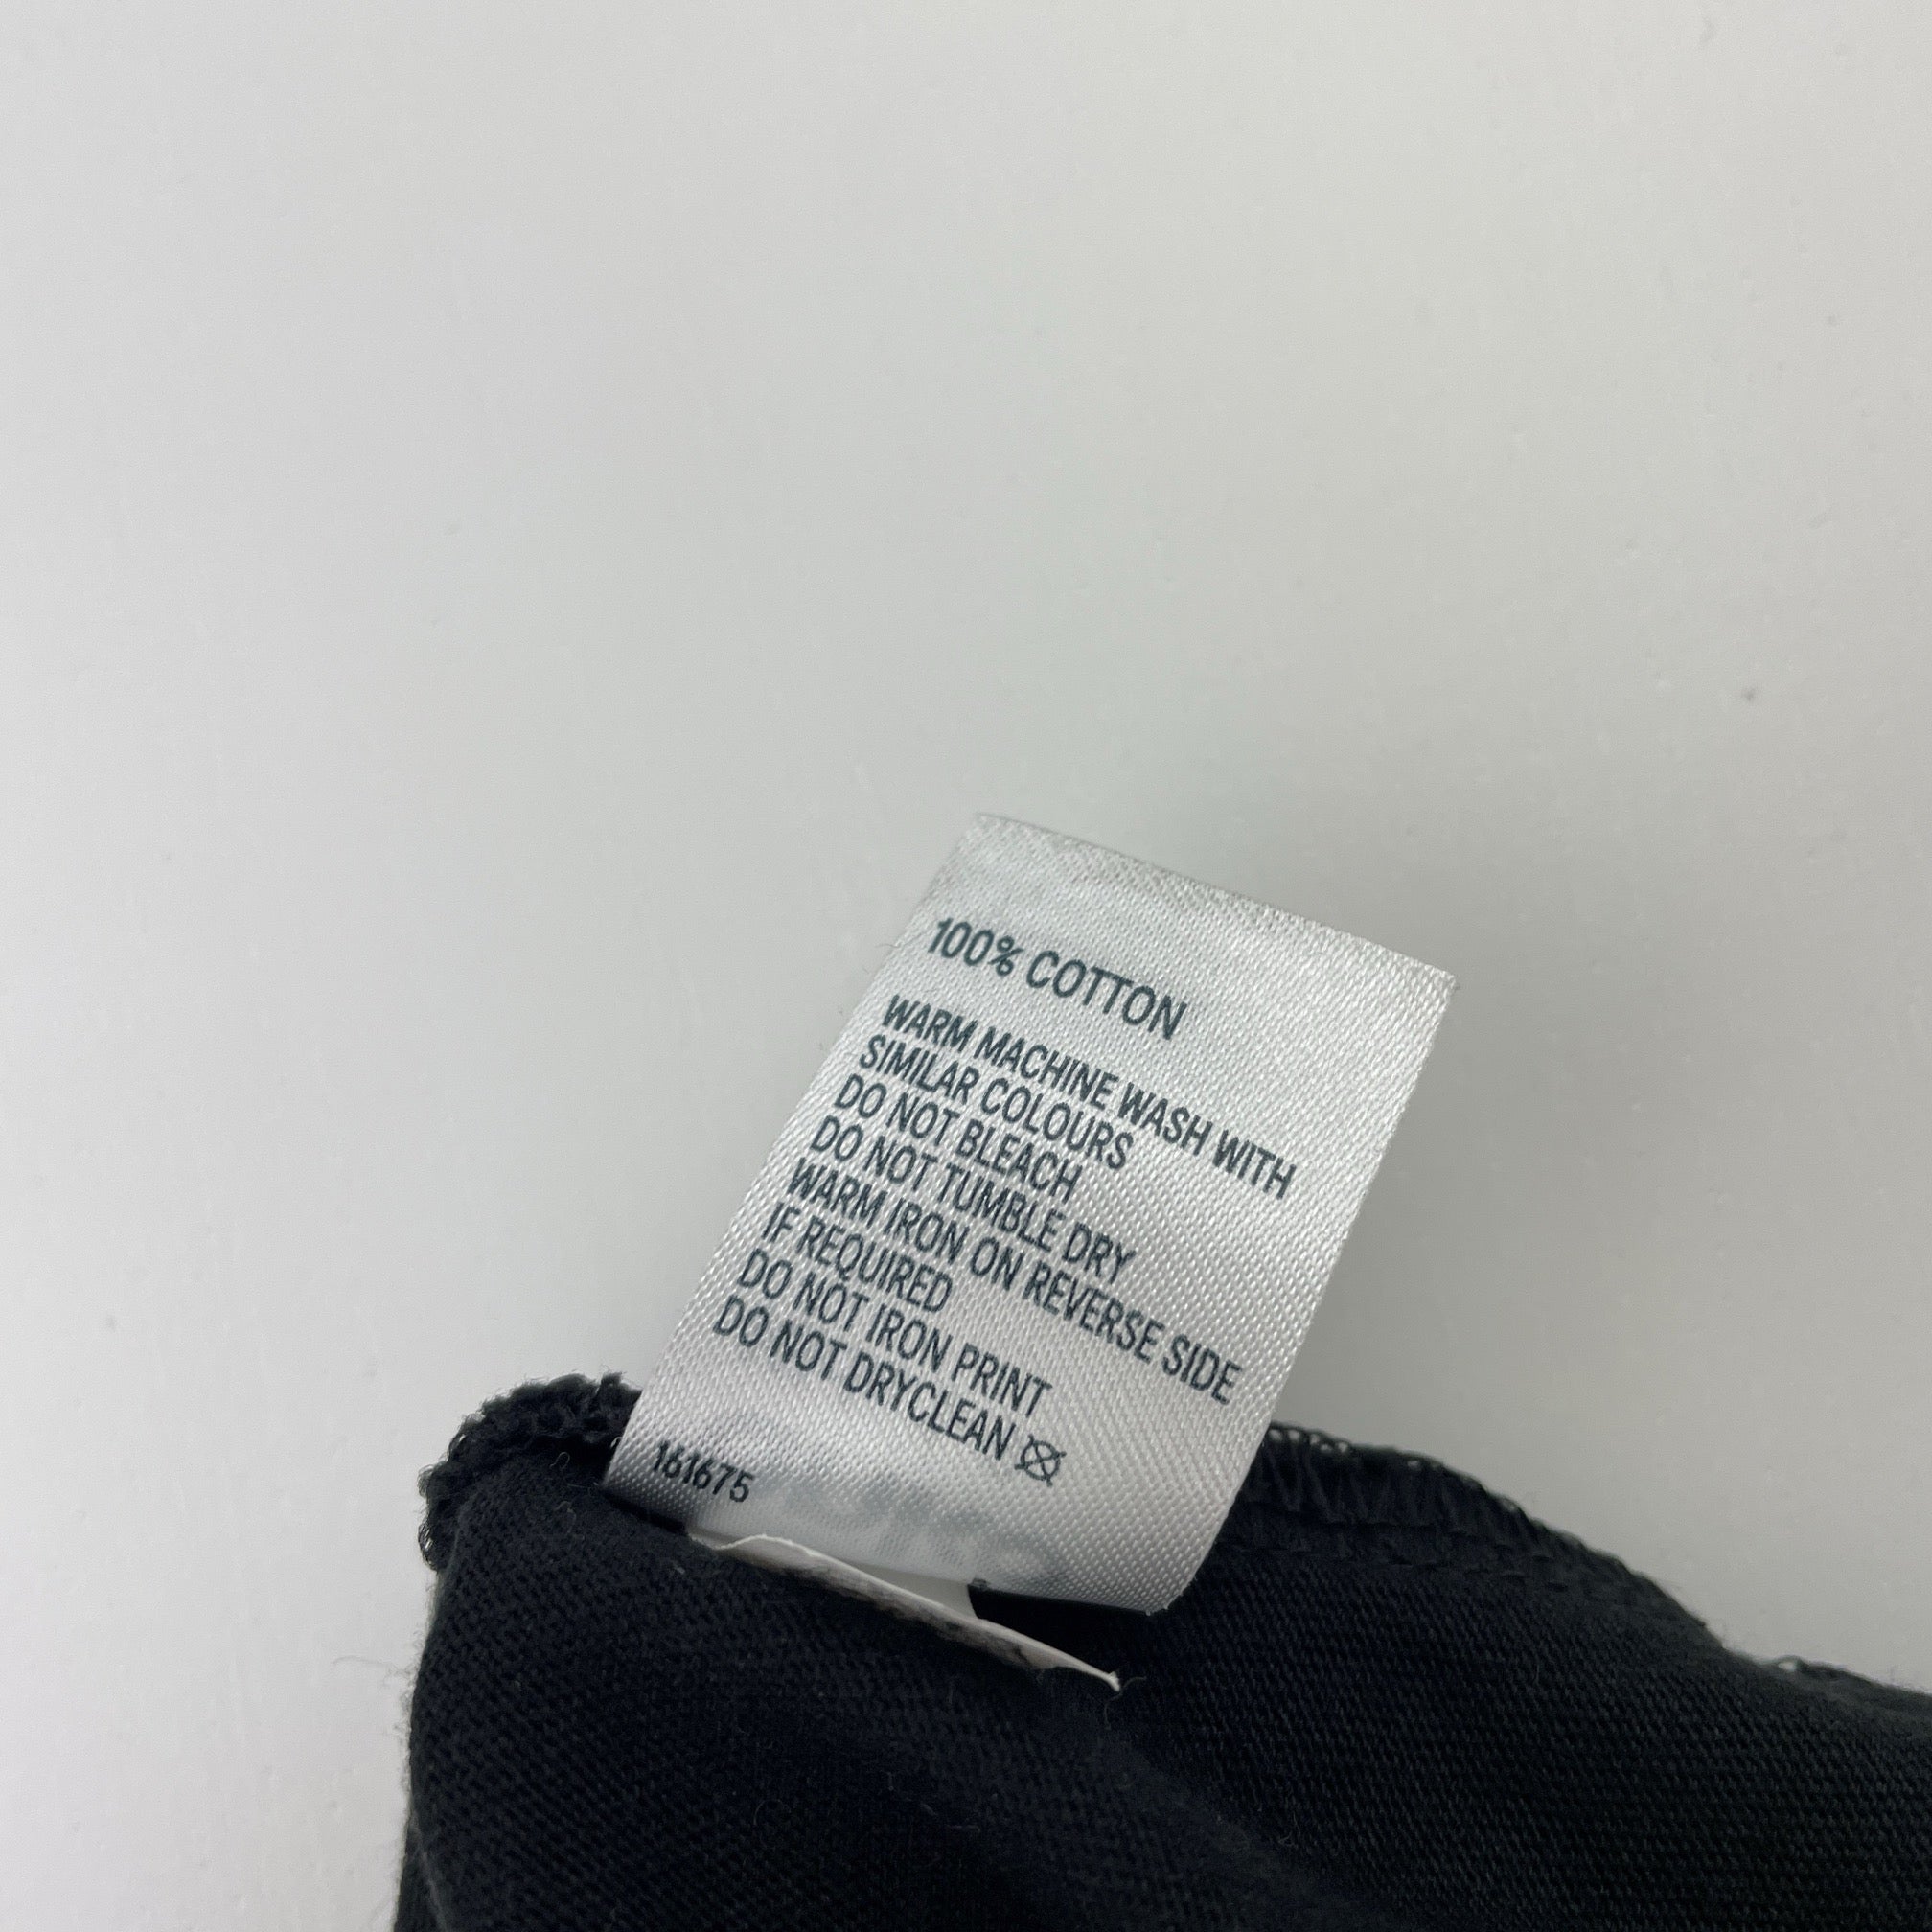 100% COTTON
WARM MACHINE WASH WITH
SIMILAR COLOURS
DO NOT BLEACH
DO NOT TUMBLE DRY
WARM IRON ON REVERSE SIDE
IF REQUIRED
DO NOT IRON PRINT
DO NOT DRYCLEAN
161675